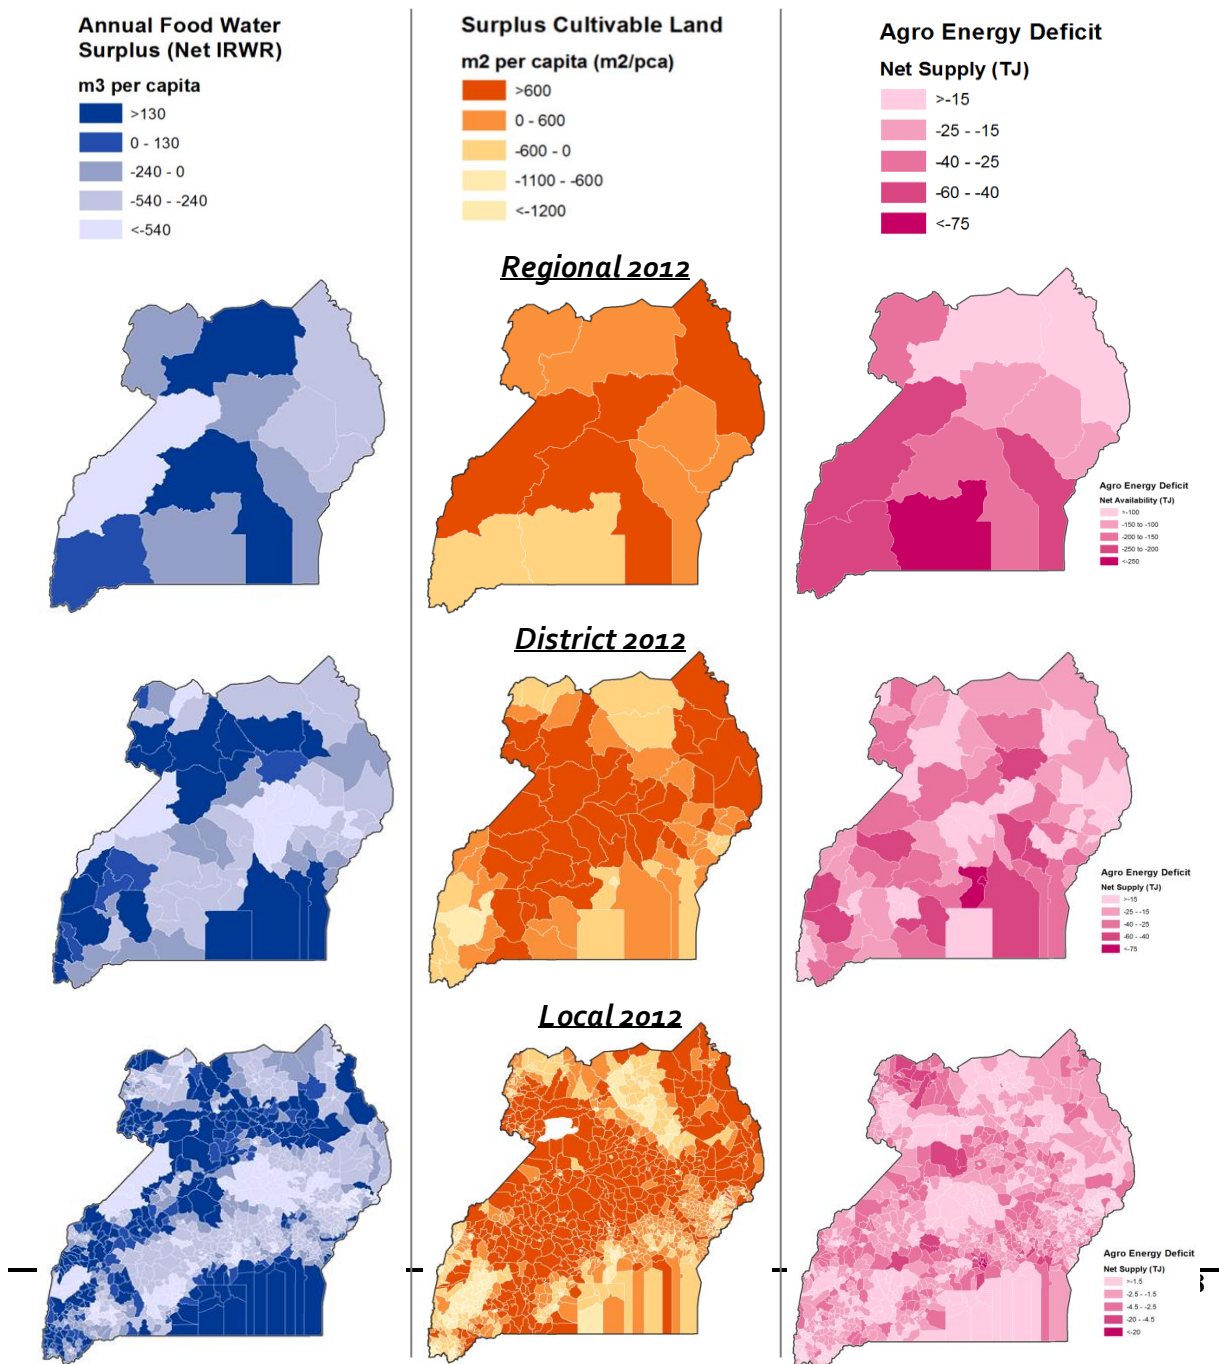 Annual Food Water
Surplus (Net IRWR)
m3 per capita
>130
0 - 130
-240 - 0
-540 - -240
<-540
Surplus Cultivable Land
m2 per capita (m2/pca)
>600
0 - 600
-600 - 0
-1100 - -600
<-1200
Agro Energy Deficit
Net Supply (TJ)
>-15
-25 - -15
-40 - -25
-60 - -40
<-75
Regional 2012
Agro Energy Deficit
Net Availability (TJ)
>-100
-150 to -100
-200 to -150
-250 to -200
<-250
District 2012
Agro Energy Deficit
Net Supply (TJ)
>-15
-25 - -15
-40 - -25
-60 - -40
<-75
Local 2012
Agro Energy Deficit
Net Supply (TJ)
>-1.5
-2.5 - -1.5
-4.5 - -2.5
-20 - -4.5
<-20